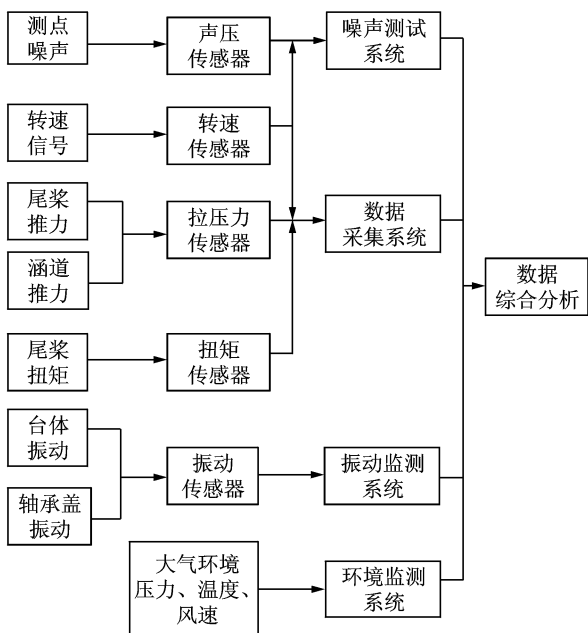 测点
噪声
声压
传感器
噪声测试
系统
转速
信号
转速
传感器
尾桨
推力
涵道
推力
拉压力
传感器
数据
采集系统
数据
综合分析
尾桨
扭矩
扭矩
传感器
台体
振动
轴承盖
振动
振动
传感器
振动监测
系统
大气环境
压力、温度、
风速
环境监测
系统